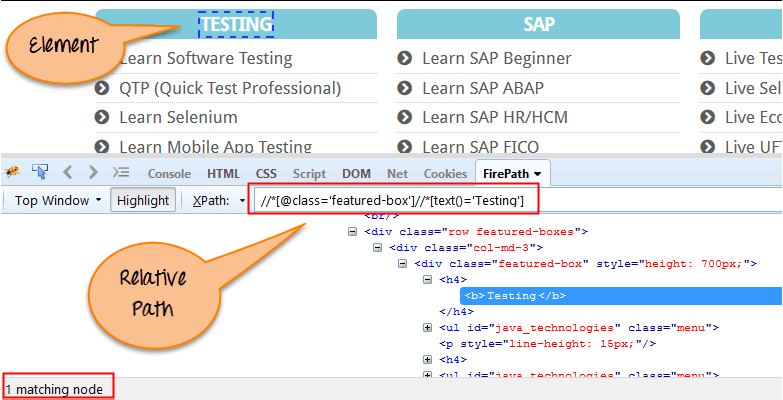 TESTING
SAP
Element
Learn Software Testing
Learn SAP Beginner
Live Tes
QTP (Quick Test Professional)
Learn SAP ABAP
Live Sel
Learn Selenium
Learn SAP HR/HCM
Live Eco
Learn Mobile App Testing
Learn SAP FICO
Live UFT
Console HTML CSS Script DOM Net Cookies FirePath
Top Window Highlight XPath: //*[@class='featured-box']//*[text()='Testing']
<br/>
<div class="row featured-boxes">
<div class="col-md-3">
<div class="featured-box" style="height: 700px;">
<h4>
<b>Testing</b>
</h4>
<ul id="java_technologies" class="menu">
<p style="line-height: 15px;"/>
<h4>
<ul id="java_technologies" class="menu">
Relative
Path
1 matching node